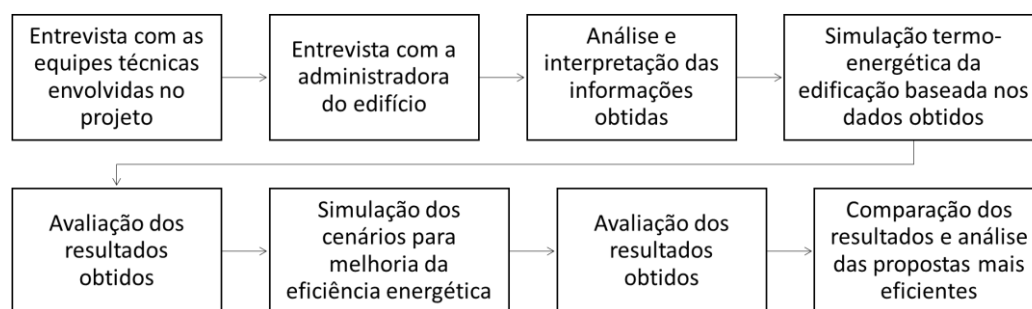 Entrevista com as
equipes técnicas
envolvidas no
projeto
Entrevista com a
administradora
do edifício
Análise e
interpretação das
informações
obtidas
Simulação termo-
energética da
edificação baseada nos
dados obtidos
Avaliação dos
resultados
obtidos
Simulação dos
cenários para
melhoria da
eficiência energética
Avaliação dos
resultados
obtidos
Comparação dos
resultados e análise
das propostas mais
eficientes